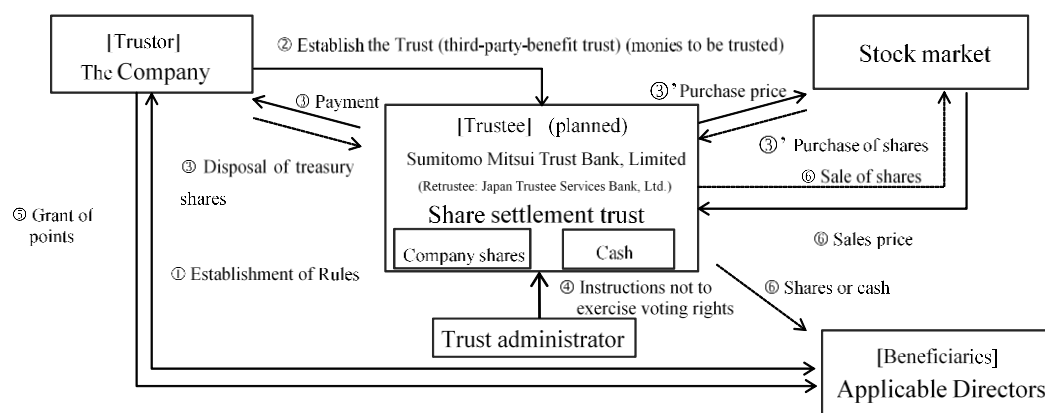 [Trustor]
The Company
② Establish the Trust (third-party-benefit trust) (monies to be trusted)
Stock market
③ Payment
③’ Purchase price
[Trustee] (planned)
Sumitomo Mitsui Trust Bank, Limited
(Retrustee: Japan Trustee Services Bank, Ltd.)
Share settlement trust
Company shares
Cash
③’ Purchase of shares
⑥ Sale of shares
③ Disposal of treasury
shares
⑤ Grant of
points
⑥ Sales price
① Establishment of Rules
④ Instructions not to
exercise voting rights
⑥ Shares or cash
Trust administrator
[Beneficiaries]
Applicable Directors